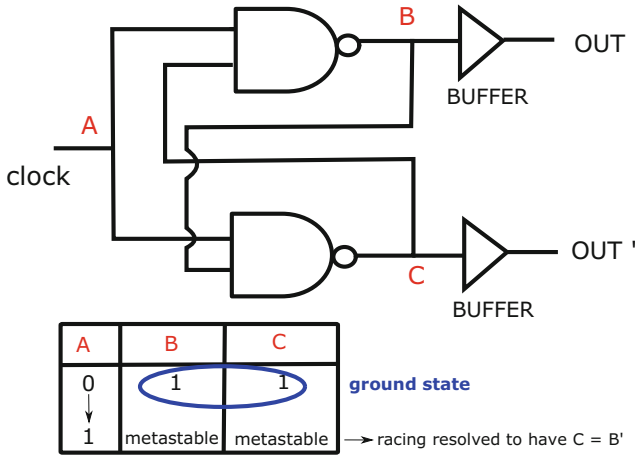 B
OUT
BUFFER
A
clock
OUT '
C
BUFFER
A B C
0 1 1 ground state
1 metastable metastable racing resolved to have C = B'